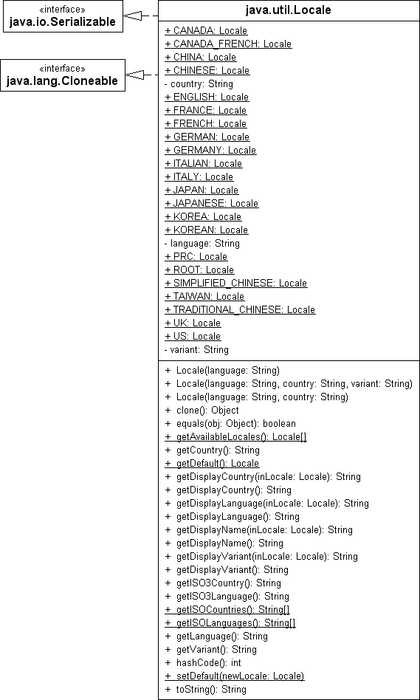 «interface»
java.io.Serializable
«interface»
java.lang.Cloneable
java.util.Locale
+ CANADA: Locale
+ CANADA_FRENCH: Locale
+ CHINA: Locale
+ CHINESE: Locale
- country: String
+ ENGLISH: Locale
+ FRANCE: Locale
+ FRENCH: Locale
+ GERMAN: Locale
+ GERMANY: Locale
+ ITALIAN: Locale
+ ITALY: Locale
+ JAPAN: Locale
+ JAPANESE: Locale
+ KOREA: Locale
+ KOREAN: Locale
- language: String
+ PRC: Locale
+ ROOT: Locale
+ SIMPLIFIED_CHINESE: Locale
+ TAIWAN: Locale
+ TRADITIONAL_CHINESE: Locale
+ UK: Locale
+ US: Locale
- variant: String
+ Locale(language: String)
+ Locale(language: String, country: String, variant: String)
+ Locale(language: String, country: String)
+ clone(): Object
+ equals(obj: Object): boolean
+ getAvailableLocales(): Locale[]
+ getCountry(): String
+ getDefault(): Locale
+ getDisplayCountry(inLocale: Locale): String
+ getDisplayCountry(): String
+ getDisplayLanguage(inLocale: Locale): String
+ getDisplayLanguage(): String
+ getDisplayName(inLocale: Locale): String
+ getDisplayName(): String
+ getDisplayVariant(inLocale: Locale): String
+ getDisplayVariant(): String
+ getISO3Country(): String
+ getISO3Language(): String
+ getISOCountries(): String[]
+ getISOLanguages(): String[]
+ getLanguage(): String
+ getVariant(): String
+ hashCode(): int
+ setDefault(newLocale: Locale)
+ toString(): String